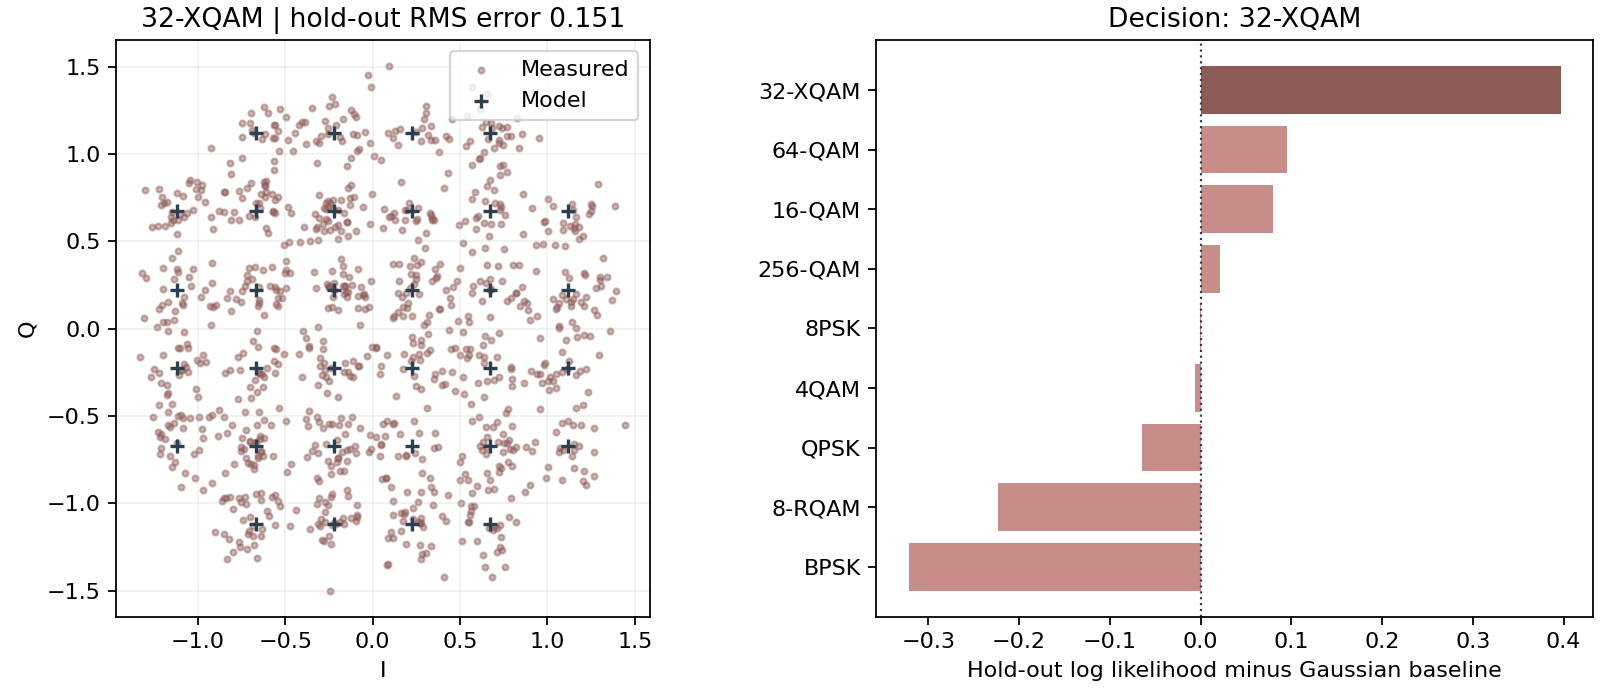 32-XQAM | hold-out RMS error 0.151
Measured
Model
1.5
1.0
0.5
0.0
−0.5
−1.0
−1.5
Q
−1.0
−0.5
0.0
0.5
1.0
1.5
I
Decision: 32-XQAM
32-XQAM
64-QAM
16-QAM
256-QAM
8PSK
4QAM
QPSK
8-RQAM
BPSK
−0.3
−0.2
−0.1
0.0
0.1
0.2
0.3
0.4
Hold-out log likelihood minus Gaussian baseline